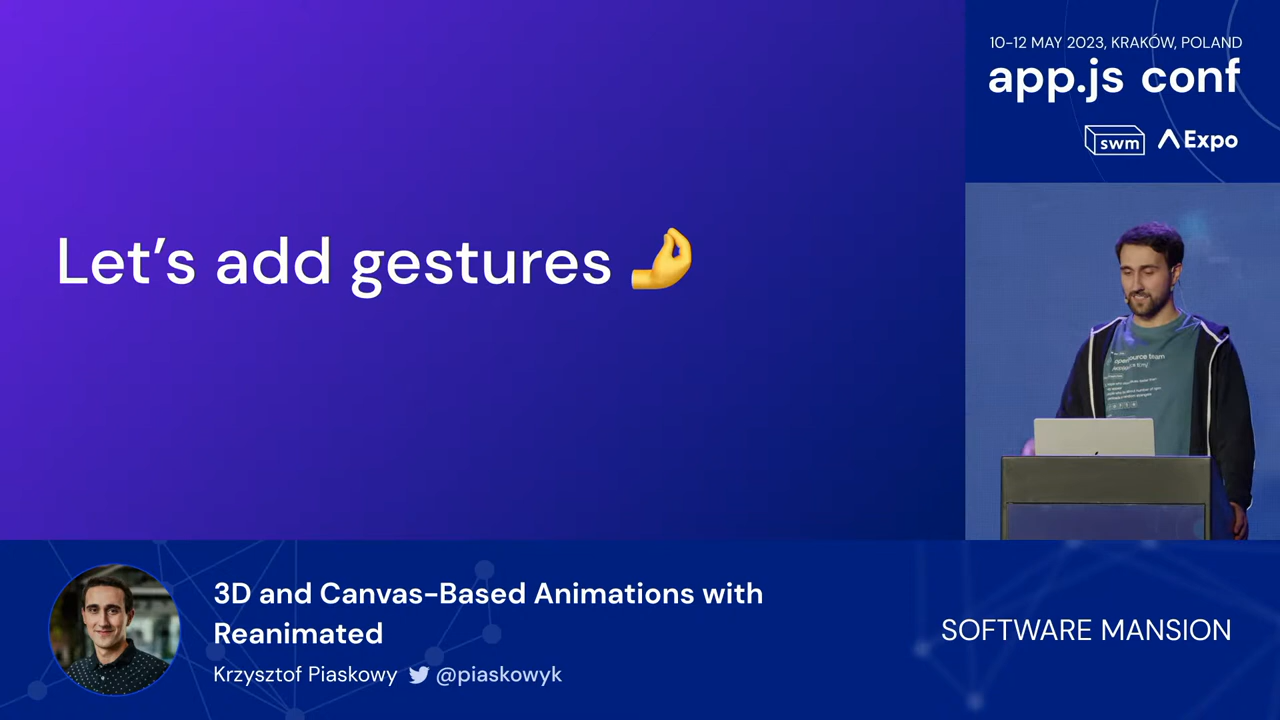 Let’s add gestures 🤌
10-12 MAY 2023, KRAKÓW, POLAND
app.js conf
swm
Expo
3D and Canvas-Based Animations with
Reanimated
Krzysztof Piaskowy @piaskowyk
SOFTWARE MANSION